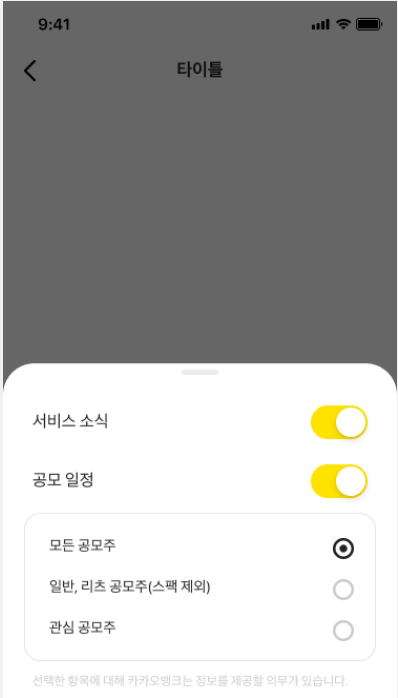 9:41
타이틀
서비스 소식
공모 일정
모든 공모주
일반, 리츠 공모주(스팩 제외)
관심 공모주
선택한 항목에 대해 카카오뱅크는 정보를 제공할 의무가 있습니다.